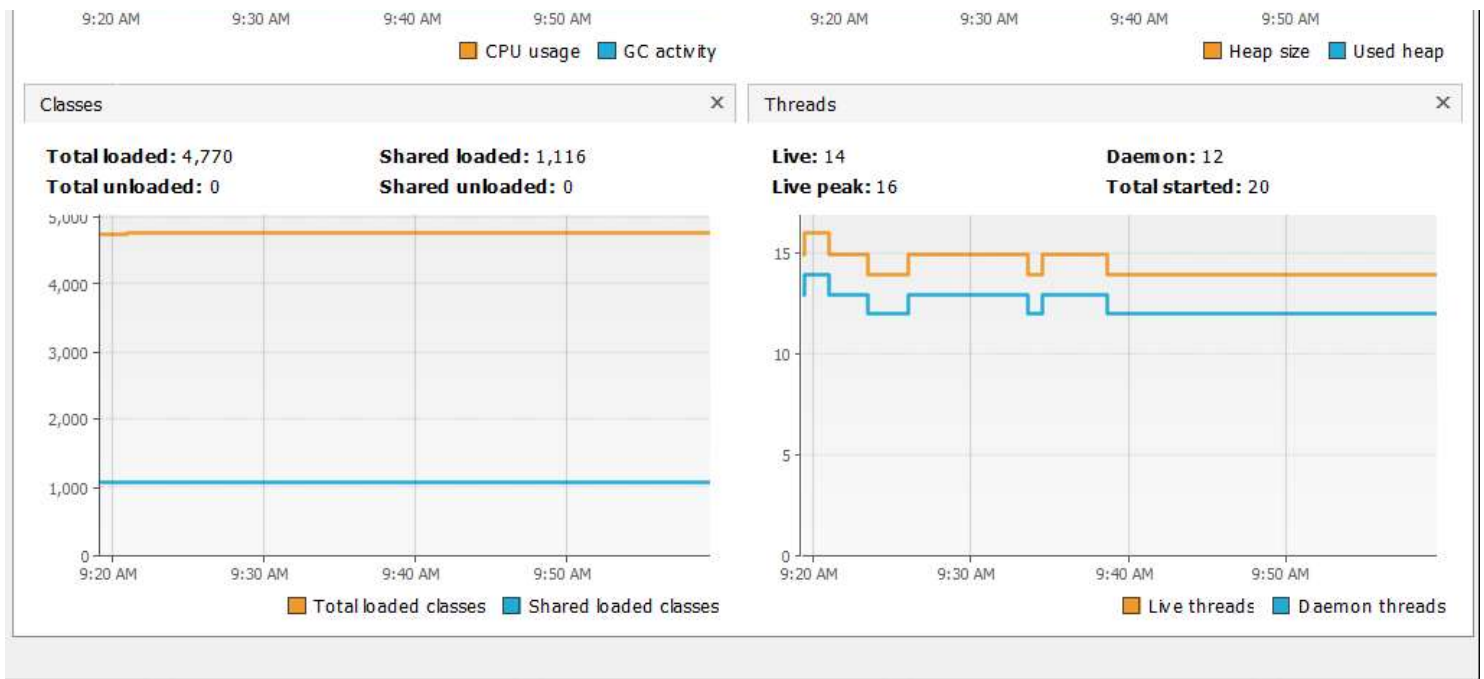 9:20 AM 9:30 AM 9:40 AM 9:50 AM
CPU usage GC activity
9:20 AM 9:30 AM 9:40 AM 9:50 AM
Heap size Used heap
Classes
Total loaded: 4,770 Shared loaded: 1,116
Total unloaded: 0 Shared unloaded: 0
5,000
4,000
3,000
2,000
1,000
0
9:20 AM 9:30 AM 9:40 AM 9:50 AM
Total loaded classes Shared loaded classes
Threads
Live: 14 Daemon: 12
Live peak: 16 Total started: 20
15
10
5
0
9:20 AM 9:30 AM 9:40 AM 9:50 AM
Live threads Daemon threads